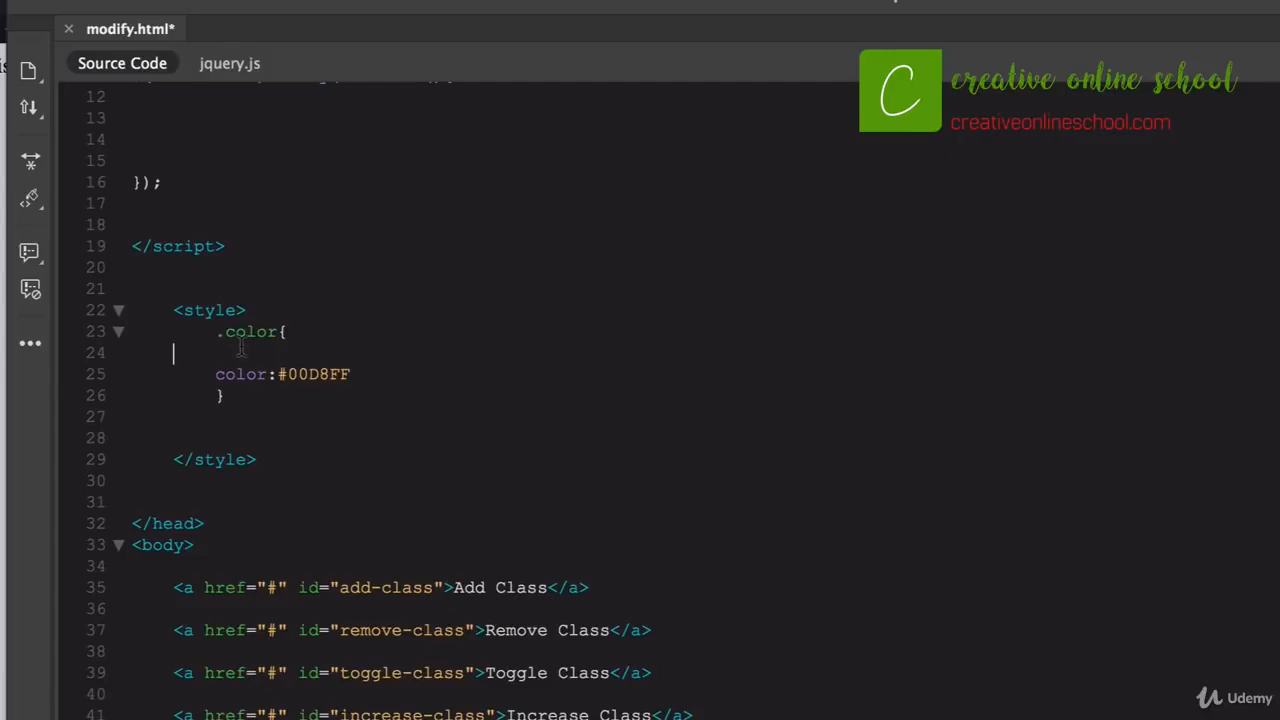 modify.html*
Source Code jquery.js
creative online school
creativeonlineschool.com
12
13
14
15
16 });
17
18
19 </script>
20
21
22 <style>
23 .color{
24
25 color:#00D8FF
26 }
27
28
29 </style>
30
31
32 </head>
33 <body>
34
35 <a href="#" id="add-class">Add Class</a>
36
37 <a href="#" id="remove-class">Remove Class</a>
38
39 <a href="#" id="toggle-class">Toggle Class</a>
40
41 <a href="#" id="increase-class">Increase Class</a>
Udemy